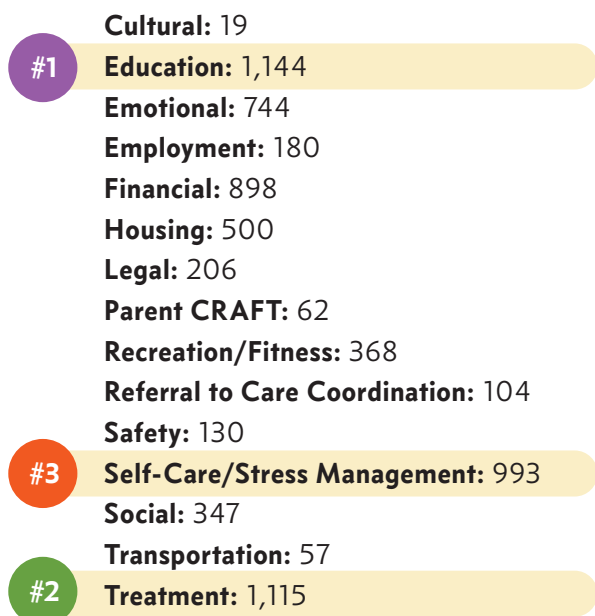 Cultural: 19
#1 Education: 1,144
Emotional: 744
Employment: 180
Financial: 898
Housing: 500
Legal: 206
Parent CRAFT: 62
Recreation/Fitness: 368
Referral to Care Coordination: 104
Safety: 130
#3 Self-Care/Stress Management: 993
Social: 347
Transportation: 57
#2 Treatment: 1,115